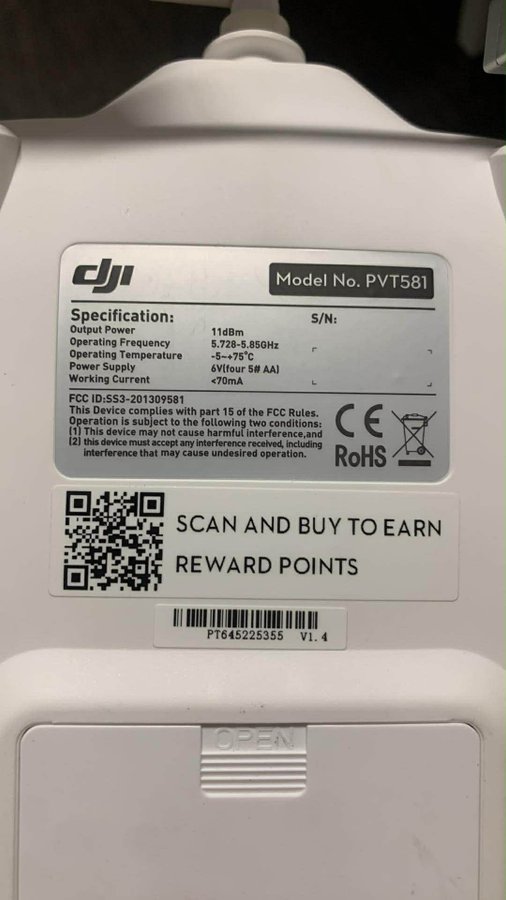 dji
Model No. PVT581
Specification:
S/N:
Output Power 11dBm
Operating Frequency 5.728-5.85GHz
Operating Temperature -5~+75°C
Power Supply 6V(four 5# AA)
Working Current <70mA
FCC ID:SS3-201309581
This Device complies with part 15 of the FCC Rules.
Operation is subject to the following two conditions:
(1) This device may not cause harmful interference,and
(2) this device must accept any interference received, including
interference that may cause undesired operation.
CE
RoHS
SCAN AND BUY TO EARN
REWARD POINTS
PT645225355 V1.4
OPEN